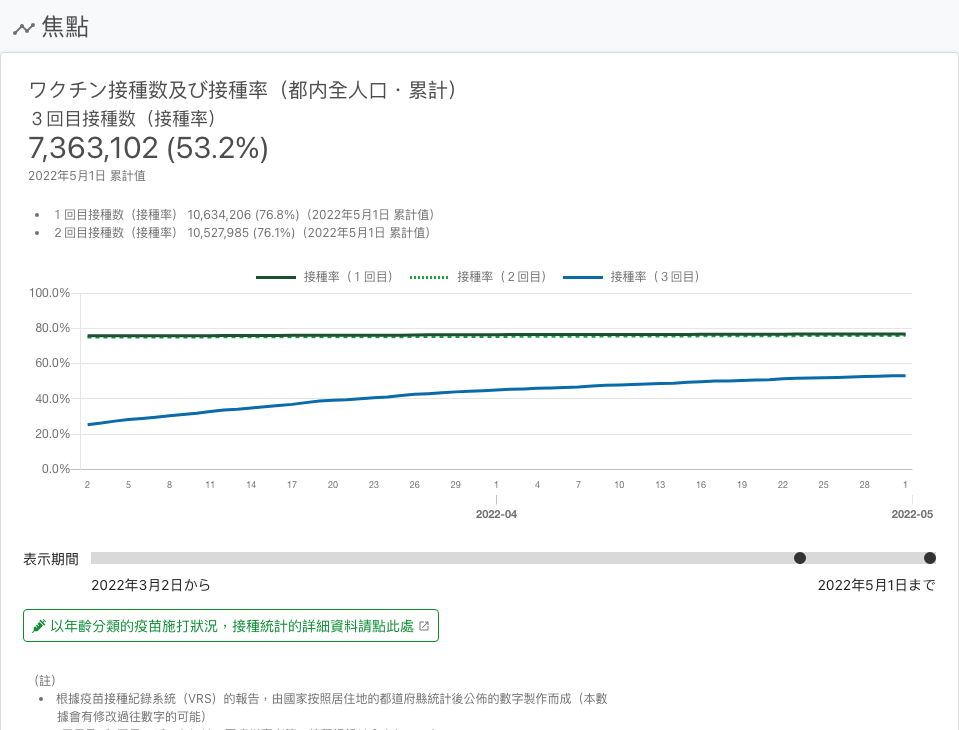 焦點
ワクチン接種数及び接種率（都内全人口・累計）
３回目接種数（接種率）
7,363,102 (53.2%)
2022年5月1日 累計值
• １回目接種数（接種率） 10,634,206 (76.8%)（2022年5月1日 累計值）
• ２回目接種数（接種率） 10,527,985 (76.1%)（2022年5月1日 累計值）
接種率（１回目） 接種率（２回目） 接種率（３回目）
100.0%
80.0%
60.0%
40.0%
20.0%
0.0%
2 5 8 11 14 17 20 23 26 29 1 4 7 10 13 16 19 22 25 28 1
2022-04 2022-05
表示期間
2022年3月2日から 2022年5月1日まで
以年齡分類的疫苗施打狀況，接種統計的詳細資料請點此處
（註）
• 根據疫苗接種紀錄系統（VRS）的報告，由國家按照居住地的都道府縣統計後公佈的數字製作而成（本數
據會有修改過往數字的可能）